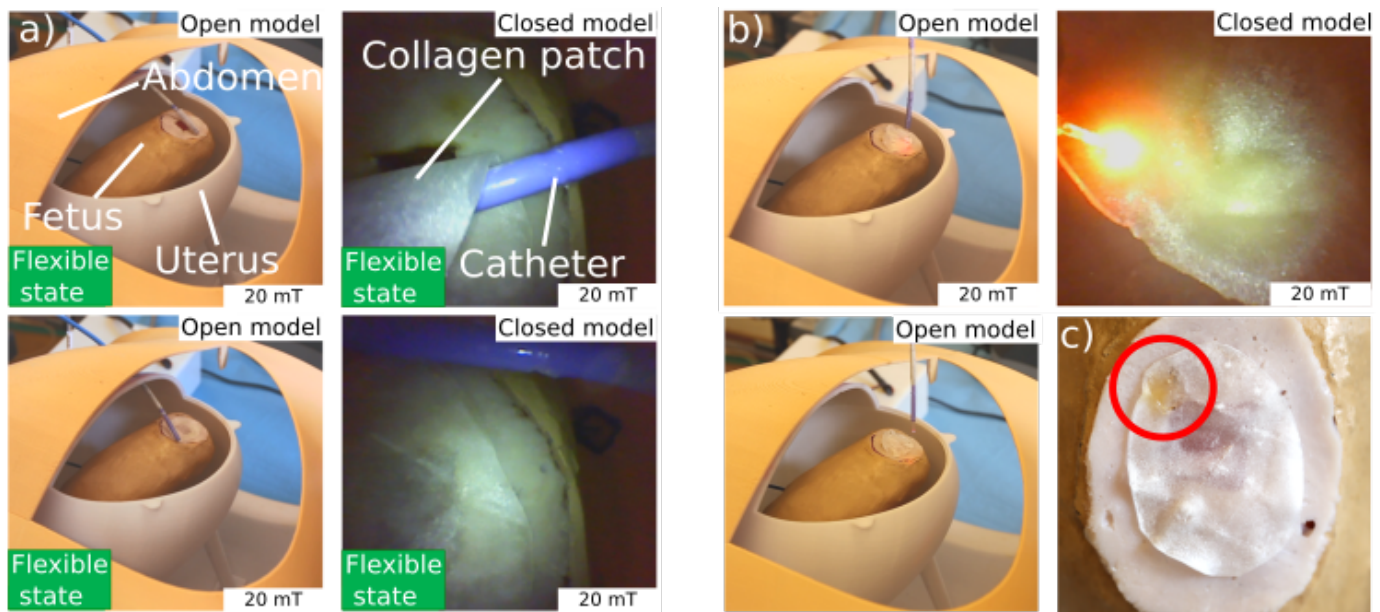 a)
Open model
Abdomen
Fetus
Uterus
Flexible
state
20 mT
Closed model
Collagen patch
Catheter
Flexible
state
20 mT
Open model
Flexible
state
20 mT
Closed model
Flexible
state
20 mT
b)
Open model
20 mT
Closed model
20 mT
Open model
20 mT
c)